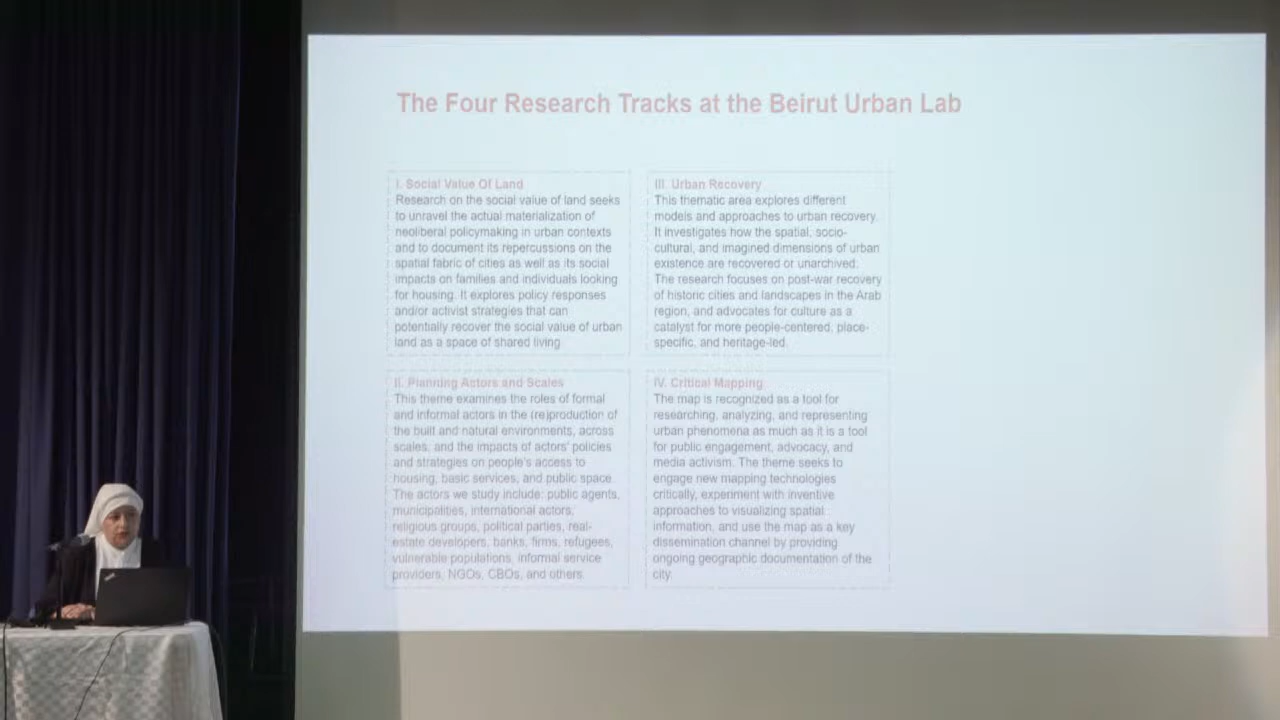 The Four Research Tracks at the Beirut Urban Lab
I. Social Value Of Land
Research on the social value of land seeks
to unravel the actual materialization of
neoliberal policymaking in urban contexts
and to document its repercussions on the
spatial fabric of cities as well as its social
impacts on families and individuals looking
for housing. It explores policy responses
and/or activist strategies that can
potentially recover the social value of urban
land as a space of shared living
II. Planning Actors and Scales
This theme examines the roles of formal
and informal actors in the (re)production of
the built and natural environments, across
scales; and the impacts of actors' policies
and strategies on people's access to
housing, basic services, and public space.
The actors we study include: public agents,
municipalities, international actors,
religious groups, political parties, real-
estate developers, banks, firms, refugees,
vulnerable populations, informal service
providers, NGOs, CBOs, and others.
III. Urban Recovery
This thematic area explores different
models and approaches to urban recovery.
It investigates how the spatial, socio-
cultural, and imagined dimensions of urban
existence are recovered or unarchived.
The research focuses on post-war recovery
of historic cities and landscapes in the Arab
region, and advocates for culture as a
catalyst for more people-centered, place-
specific, and heritage-led.
IV. Critical Mapping
The map is recognized as a tool for
researching, analyzing, and representing
urban phenomena as much as it is a tool
for public engagement, advocacy, and
media activism. The theme seeks to
engage new mapping technologies
critically, experiment with inventive
approaches to visualizing spatial
information, and use the map as a key
dissemination channel by providing
ongoing geographic documentation of the
city.